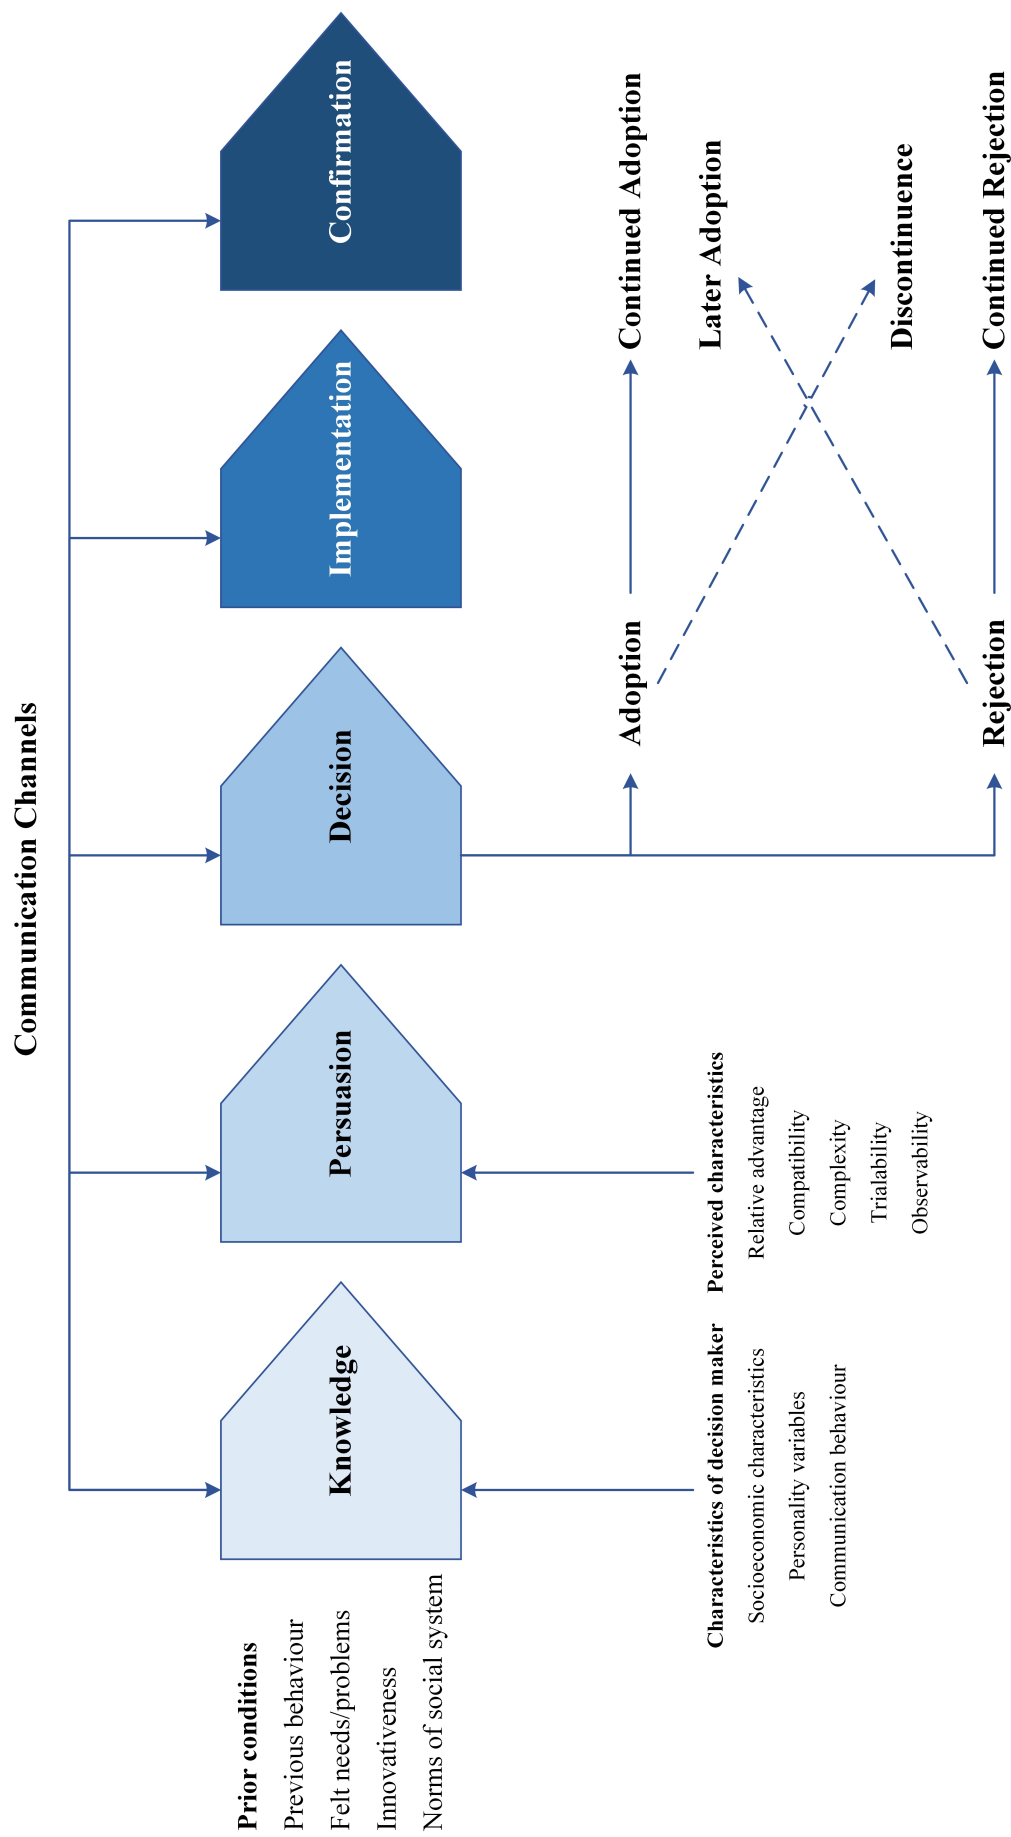 Communication Channels
Prior conditions
Previous behaviour
Felt needs/problems
Innovativeness
Norms of social system
Knowledge
Persuasion
Decision
Implementation
Confirmation
Characteristics of decision maker
Socioeconomic characteristics
Personality variables
Communication behaviour
Perceived characteristics
Relative advantage
Compatibility
Complexity
Trialability
Observability
Adoption
Rejection
Continued Adoption
Later Adoption
Discontinuence
Continued Rejection